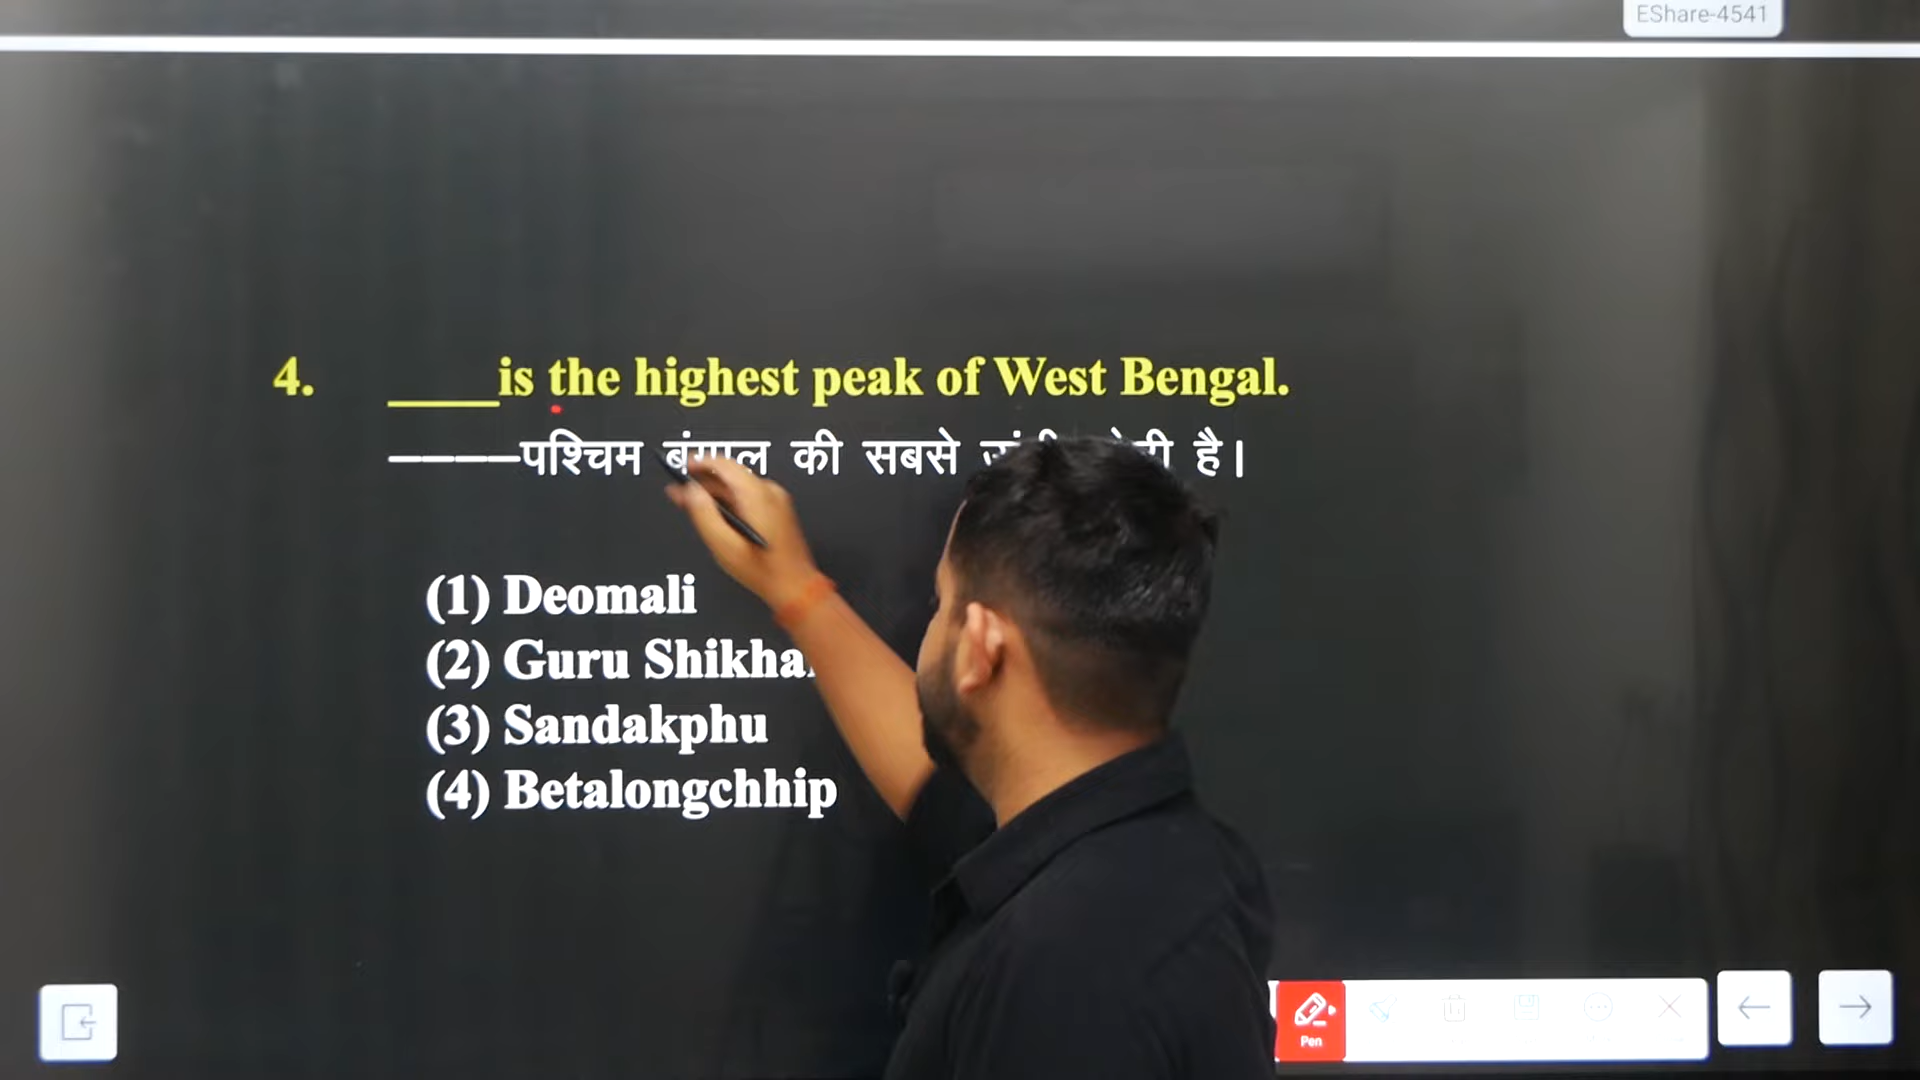 EShare-4541
4. ____is the highest peak of West Bengal.
————पश्चिम की सबसे है।
(1) Deomali
(2) Guru
(3) Sandakphu
(4) Betalongchhip
Pen